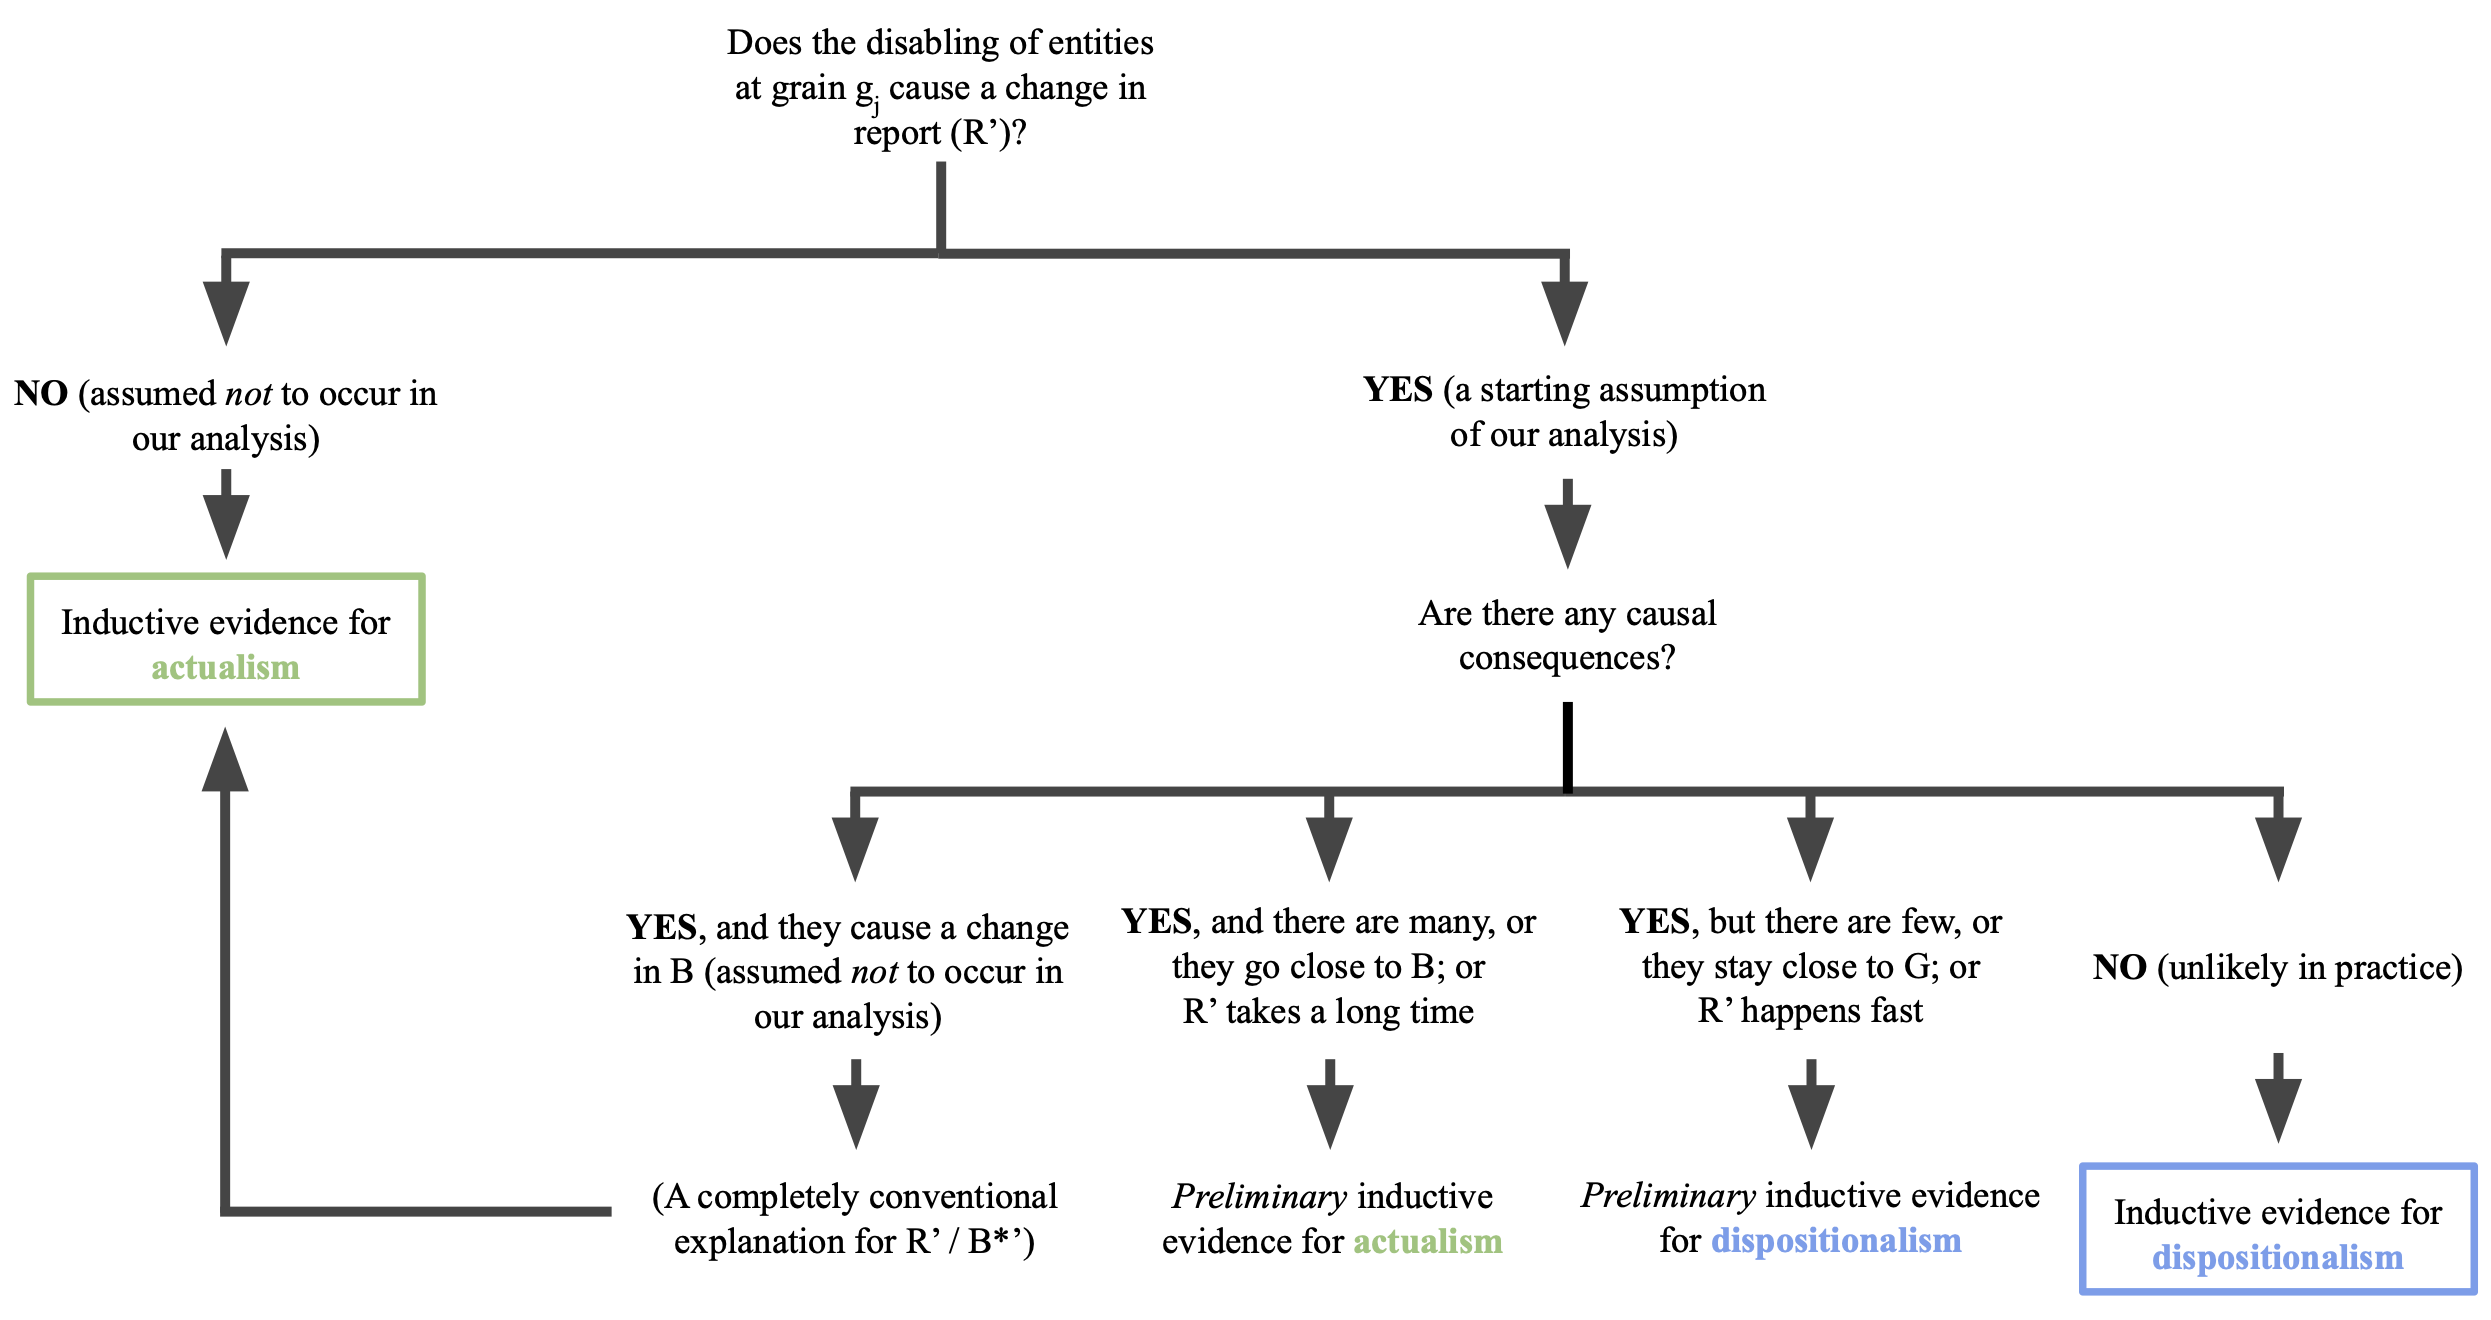 Does the disabling of entities
at grain gj cause a change in
report (R’)?
NO (assumed not to occur in
our analysis)
YES (a starting assumption
of our analysis)
Inductive evidence for
actualism
Are there any causal
consequences?
YES, and they cause a change
in B (assumed not to occur in
our analysis)
YES, and there are many, or
they go close to B; or
R’ takes a long time
YES, but there are few, or
they stay close to G; or
R’ happens fast
NO (unlikely in practice)
(A completely conventional
explanation for R’ / B*’)
Preliminary inductive
evidence for actualism
Preliminary inductive evidence
for dispositionalism
Inductive evidence for
dispositionalism